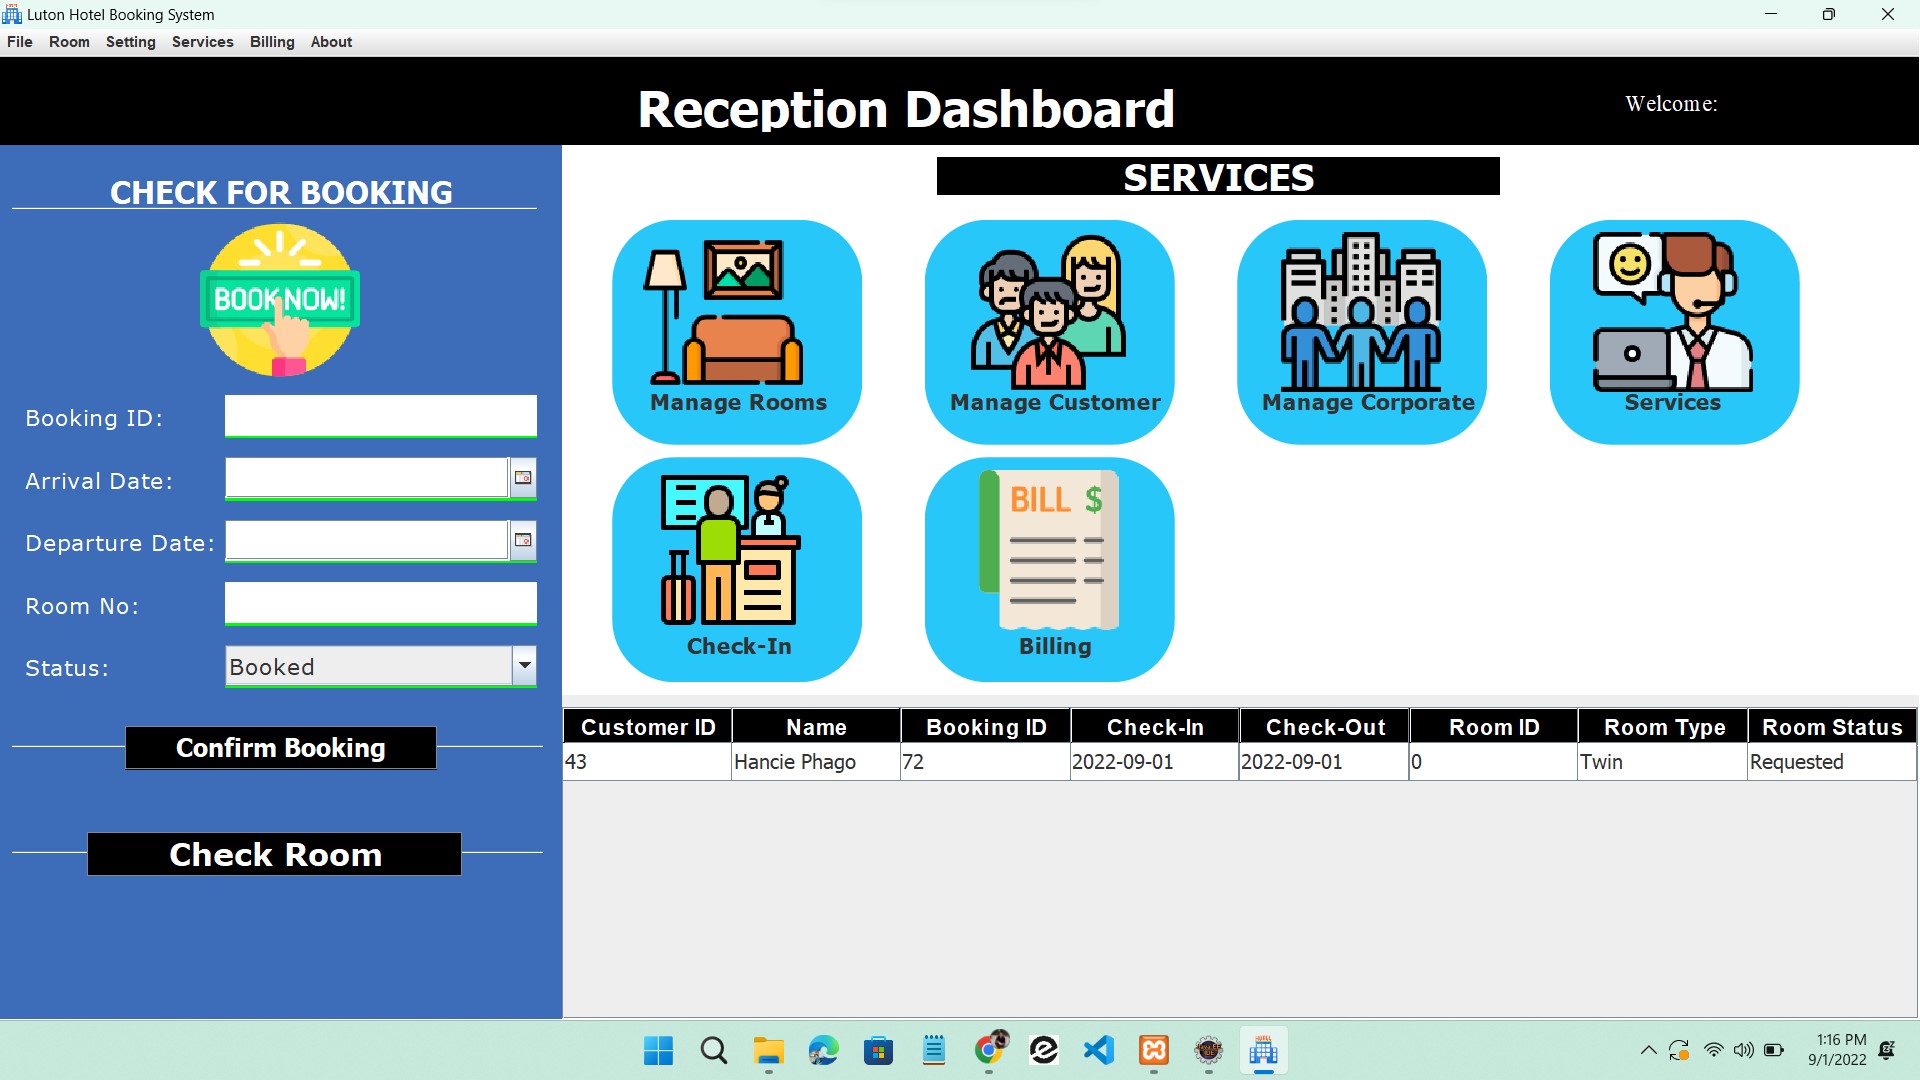 Luton Hotel Booking System
File Room Setting Services Billing About
Reception Dashboard
Welcome:
CHECK FOR BOOKING
BOOK NOW!
Booking ID:
Arrival Date:
Departure Date:
Room No:
Status: Booked
Confirm Booking
Check Room
SERVICES
Manage Rooms
Manage Customer
Manage Corporate
Services
BILL $
Check-In
Billing
Customer ID Name Booking ID Check-In Check-Out Room ID Room Type Room Status
43 Hancie Phago 72 2022-09-01 2022-09-01 0 Twin Requested
1:16 PM
9/1/2022